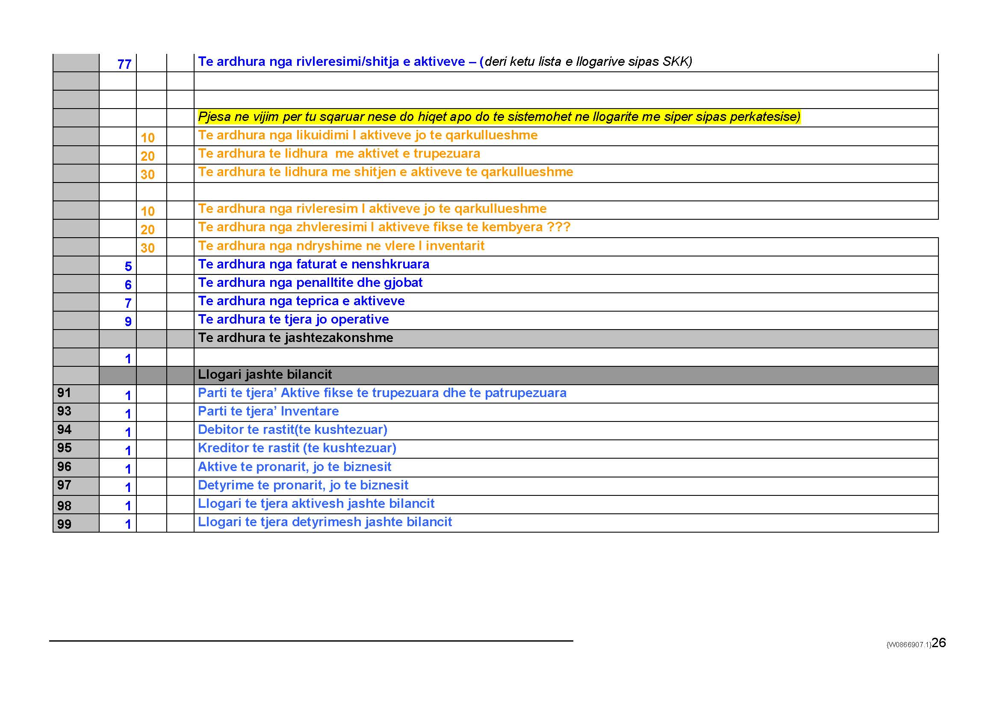 77 Te ardhura nga rivleresimi/shitja e aktiveve – (deri ketu lista e llogarive sipas SKK)
Pjesa ne vijim per tu sqaruar nese do hiqet apo do te sistemohet ne llogarite me siper sipas perkatesise)
10 Te ardhura nga likuidimi I aktiveve jo te qarkullueshme
20 Te ardhura te lidhura me aktivet e trupezuara
30 Te ardhura te lidhura me shitjen e aktiveve te qarkullueshme
10 Te ardhura nga rivleresim I aktiveve jo te qarkullueshme
20 Te ardhura nga zhvleresimi I aktiveve fikse te kembyera ???
30 Te ardhura nga ndryshime ne vlere I inventarit
5 Te ardhura nga faturat e nenshkruara
6 Te ardhura nga penalltite dhe gjobat
7 Te ardhura nga teprica e aktiveve
9 Te ardhura te tjera jo operative
Te ardhura te jashtezakonshme
1
Llogari jashte bilancit
91 1 Parti te tjera’ Aktive fikse te trupezuara dhe te patrupezuara
93 1 Parti te tjera’ Inventare
94 1 Debitor te rastit(te kushtezuar)
95 1 Kreditor te rastit (te kushtezuar)
96 1 Aktive te pronarit, jo te biznesit
97 1 Detyrime te pronarit, jo te biznesit
98 1 Llogari te tjera aktivesh jashte bilancit
99 1 Llogari te tjera detyrimesh jashte bilancit
{W0866907.1}26